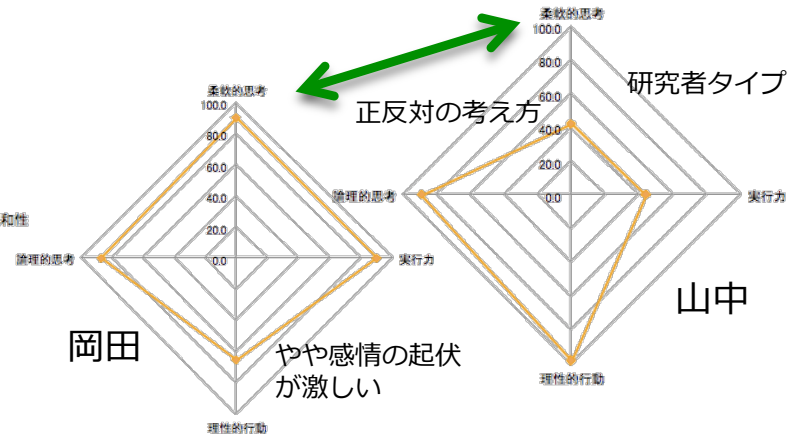 柔軟的思考
100.0
80.0
60.0
40.0
20.0
0.0
論理的思考
実行力
理性的行動
研究者タイプ
山中
正反対の考え方
柔軟的思考
100.0
80.0
60.0
40.0
20.0
0.0
和性
論理的思考
実行力
理性的行動
岡田
やや感情の起伏
が激しい